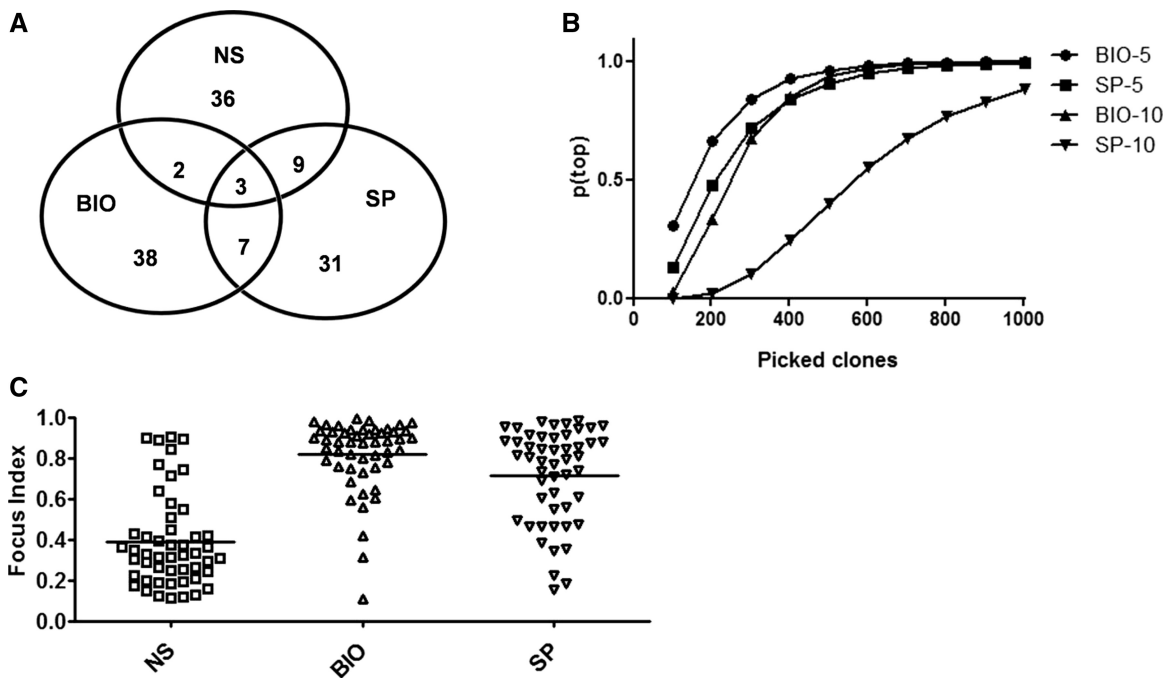 A
NS
36
2
9
3
BIO
SP
7
38
31
B
1.0
0.5
0.0
p(top)
0
200
400
600
800
1000
Picked clones
BIO-5
SP-5
BIO-10
SP-10
C
1.0
0.8
0.6
0.4
0.2
0.0
Focus Index
NS
BIO
SP